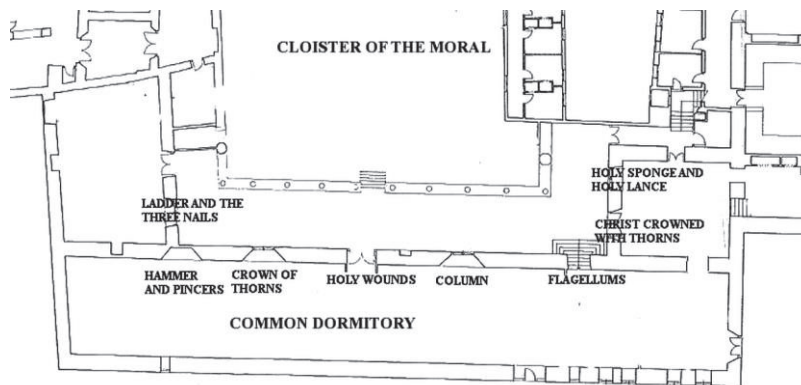 CLOISTER OF THE MORAL
HOLY SPONGE AND
HOLY LANCE
LADDER AND THE
THREE NAILS
CHRIST CROWNED
WITH THORNS
HAMMER
AND PINCERS
CROWN OF
THORNS
HOLY WOUNDS
COLUMN
FLAGELLUMS
COMMON DORMITORY